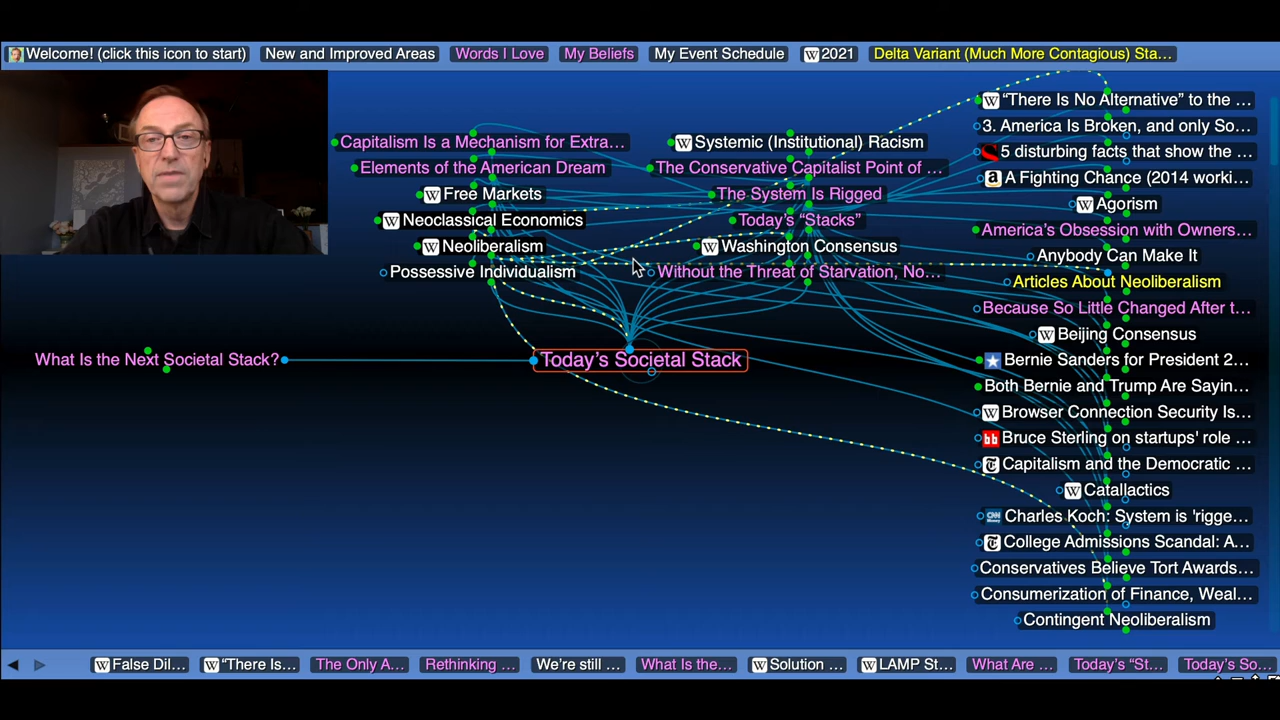 Welcome! (click this icon to start) New and Improved Areas Words I Love My Beliefs My Event Schedule W 2021 Delta Variant (Much More Contagious) Sta…
Capitalism Is a Mechanism for Extra…
Elements of the American Dream
W Free Markets
W Neoclassical Economics
W Neoliberalism
Possessive Individualism
W Systemic (Institutional) Racism
The Conservative Capitalist Point of …
The System Is Rigged
Today’s “Stacks”
W Washington Consensus
Without the Threat of Starvation, No…
W “There Is No Alternative” to the …
3. America Is Broken, and only So…
5 disturbing facts that show the …
a A Fighting Chance (2014 worki…
W Agorism
America’s Obsession with Owners…
Anybody Can Make It
Articles About Neoliberalism
Because So Little Changed After t…
W Beijing Consensus
Bernie Sanders for President 2…
Both Bernie and Trump Are Sayin…
W Browser Connection Security Is…
bb Bruce Sterling on startups' role …
T Capitalism and the Democratic …
W Catallactics
CNN Money Charles Koch: System is 'rigge…
T College Admissions Scandal: A…
Conservatives Believe Tort Awards…
Consumerization of Finance, Weal…
Contingent Neoliberalism
What Is the Next Societal Stack?
Today’s Societal Stack
W False Dil… W “There Is… The Only A… Rethinking … We’re still … What Is the… W Solution … W LAMP St… What Are … Today’s “St… Today’s So…